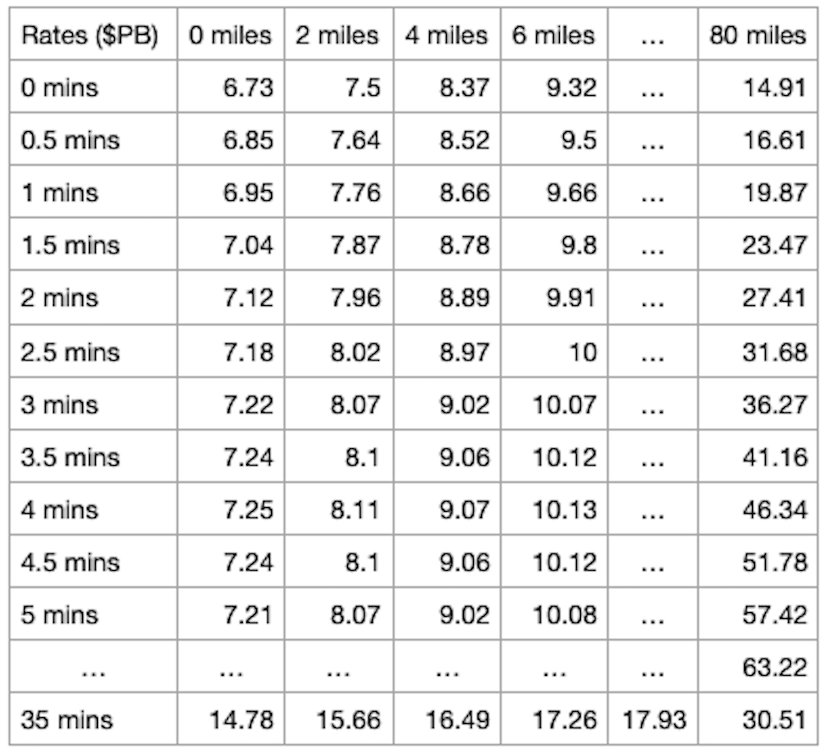 Rates ($PB) 0 miles 2 miles 4 miles 6 miles ... 80 miles
0 mins 6.73 7.5 8.37 9.32 ... 14.91
0.5 mins 6.85 7.64 8.52 9.5 ... 16.61
1 mins 6.95 7.76 8.66 9.66 ... 19.87
1.5 mins 7.04 7.87 8.78 9.8 ... 23.47
2 mins 7.12 7.96 8.89 9.91 ... 27.41
2.5 mins 7.18 8.02 8.97 10 ... 31.68
3 mins 7.22 8.07 9.02 10.07 ... 36.27
3.5 mins 7.24 8.1 9.06 10.12 ... 41.16
4 mins 7.25 8.11 9.07 10.13 ... 46.34
4.5 mins 7.24 8.1 9.06 10.12 ... 51.78
5 mins 7.21 8.07 9.02 10.08 ... 57.42
... ... ... ... ... ... 63.22
35 mins 14.78 15.66 16.49 17.26 17.93 30.51